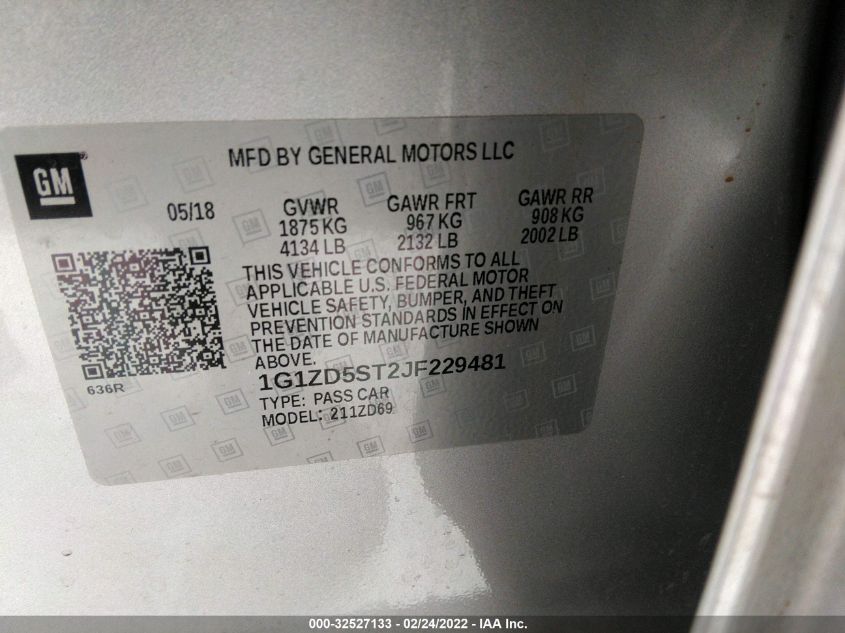 GM
MFD BY GENERAL MOTORS LLC
05/18 GVWR GAWR FRT GAWR RR
1875 KG 967 KG 908 KG
4134 LB 2132 LB 2002 LB
THIS VEHICLE CONFORMS TO ALL
APPLICABLE U.S. FEDERAL MOTOR
VEHICLE SAFETY, BUMPER, AND THEFT
PREVENTION STANDARDS IN EFFECT ON
THE DATE OF MANUFACTURE SHOWN
ABOVE.
636R
1G1ZD5ST2JF229481
TYPE: PASS CAR
MODEL: 211ZD69
000-32527133 - 02/24/2022 - IAA Inc.